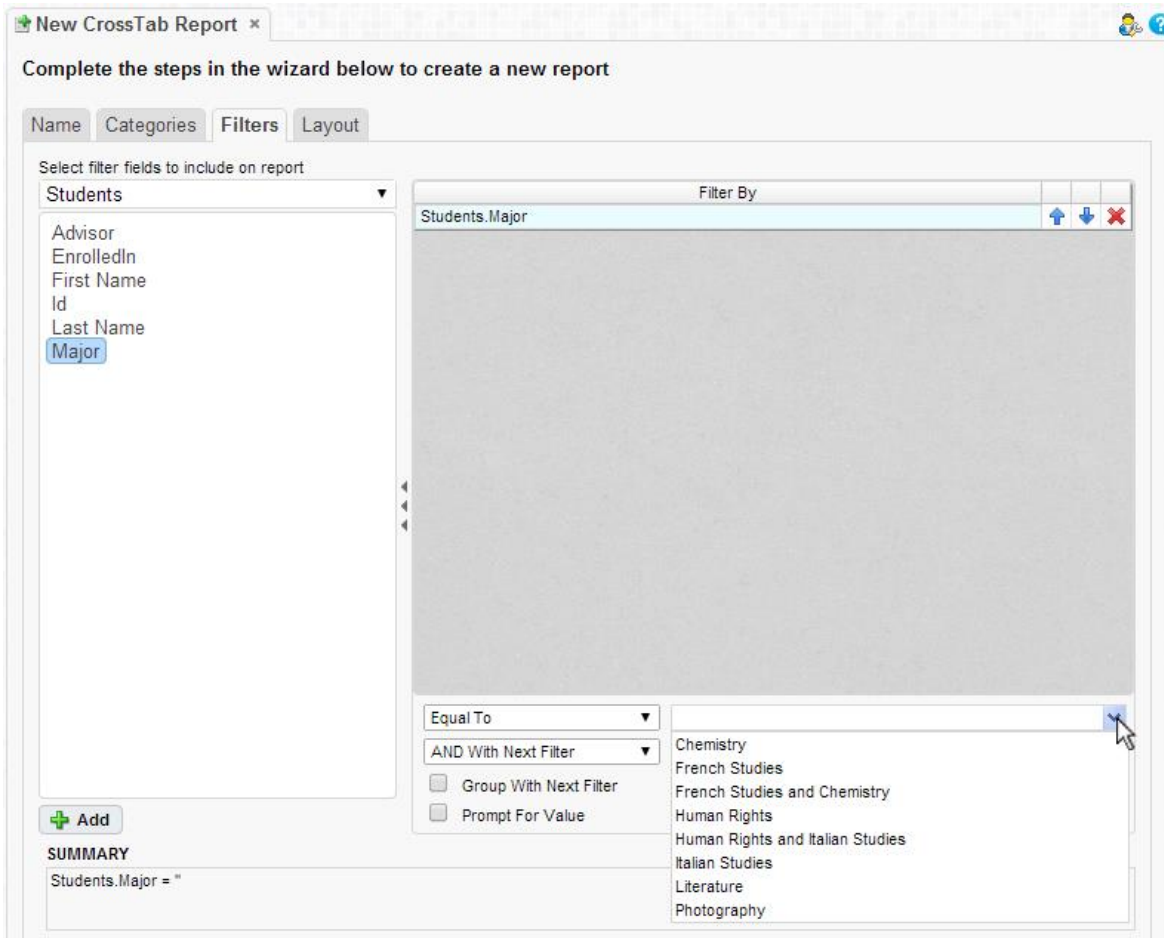 New CrossTab Report ×
?
Complete the steps in the wizard below to create a new report
Name Categories Filters Layout
Select filter fields to include on report
Students
Advisor
EnrolledIn
First Name
Id
Last Name
Major
Add
Filter By
Students.Major
Equal To
AND With Next Filter
Group With Next Filter
Prompt For Value
Chemistry
French Studies
French Studies and Chemistry
Human Rights
Human Rights and Italian Studies
Italian Studies
Literature
Photography
SUMMARY
Students.Major = ''